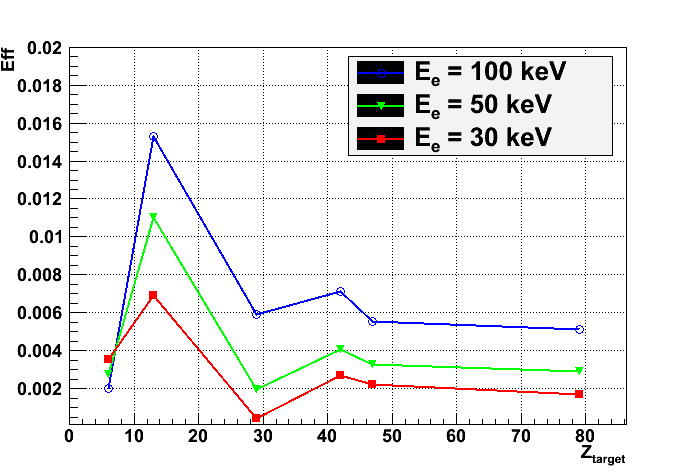 Eff
0.02
0.018
0.016
0.014
0.012
0.01
0.008
0.006
0.004
0.002
E_e = 100 keV
E_e = 50 keV
E_e = 30 keV
0 10 20 30 40 50 60 70 80
Z_target